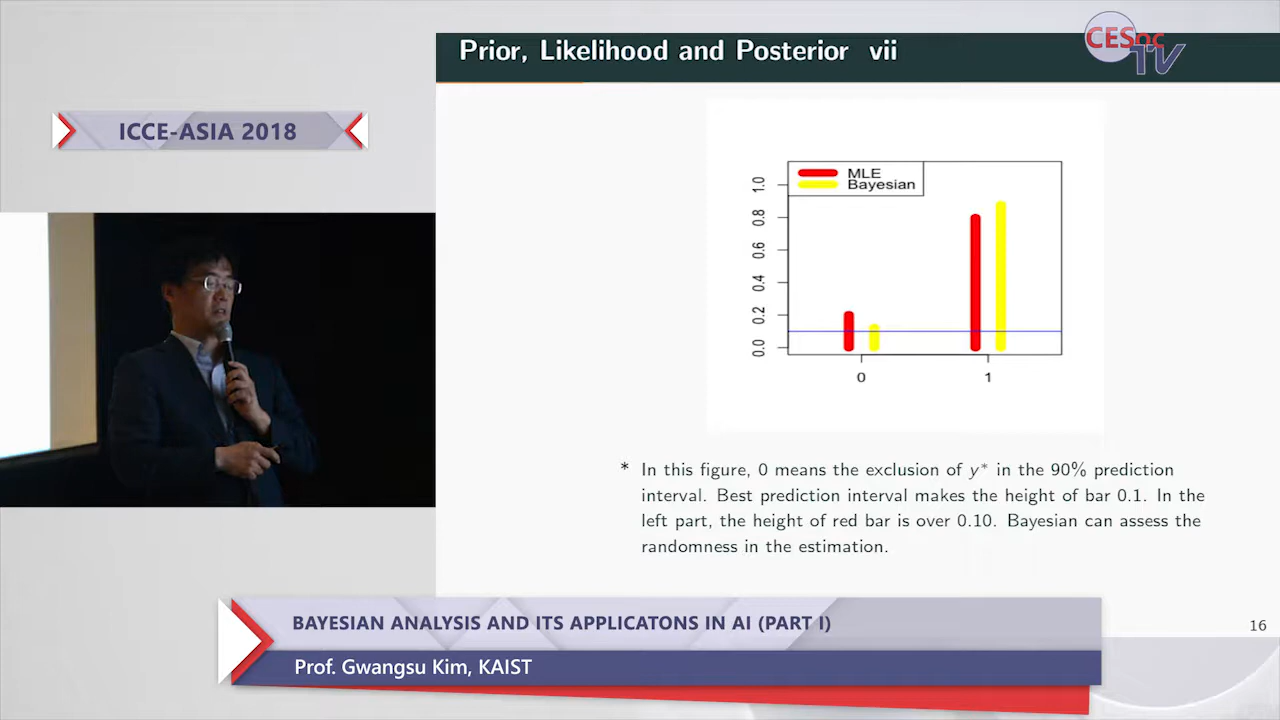 Prior, Likelihood and Posterior vii
CESoc
TV
ICCE-ASIA 2018
MLE
Bayesian
1.0
0.8
0.6
0.4
0.2
0.0
0
1
* In this figure, 0 means the exclusion of y* in the 90% prediction
interval. Best prediction interval makes the height of bar 0.1. In the
left part, the height of red bar is over 0.10. Bayesian can assess the
randomness in the estimation.
BAYESIAN ANALYSIS AND ITS APPLICATONS IN AI (PART I)
16
Prof. Gwangsu Kim, KAIST